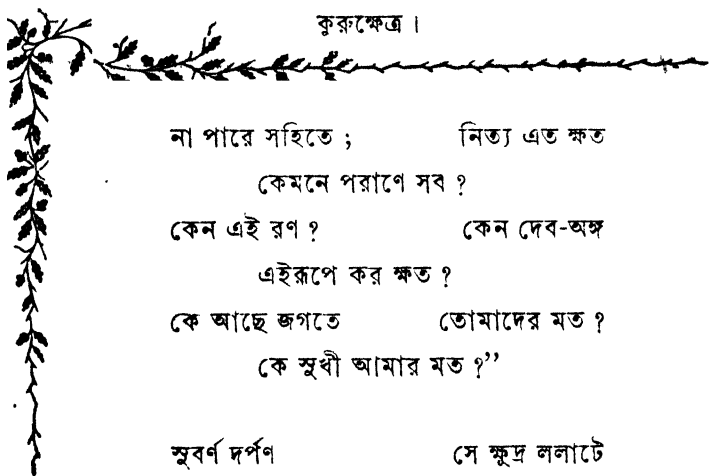 কুরুক্ষেত্র ।
না পারে সহিতে ; নিত্য এত ক্ষত
কেমনে পরাণে সব ?
কেন এই রণ ? কেন দেব-অঙ্গ
এইরূপে কর ক্ষত ?
কে আছে জগতে তোমাদের মত ?
কে সুখী আমার মত ?”
সুবর্ণ দর্পণ সে ক্ষুদ্র ললাটে